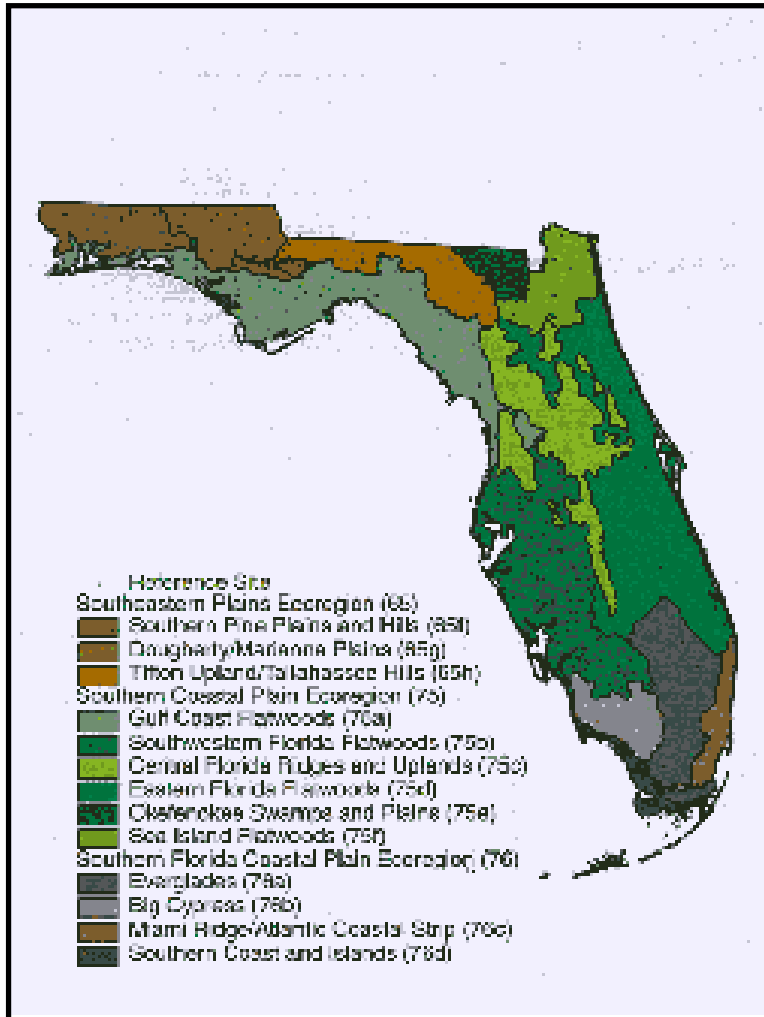 Reference Site
Southeastern Plains Ecoregion (65)
Southern Pine Plains and Hills (65f)
Dougherty/Marianna Plains (65g)
Tifton Upland/Tallahassee Hills (65h)
Southern Coastal Plain Ecoregion (75)
Gulf Coast Flatwoods (75a)
Southwestern Florida Flatwoods (75b)
Central Florida Ridges and Uplands (75c)
Eastern Florida Flatwoods (75d)
Okefenokee Swamps and Plains (75e)
Sea Island Flatwoods (75f)
Southern Florida Coastal Plain Ecoregion (76)
Everglades (76a)
Big Cypress (76b)
Miami Ridge/Atlantic Coastal Strip (76c)
Southern Coast and Islands (76d)